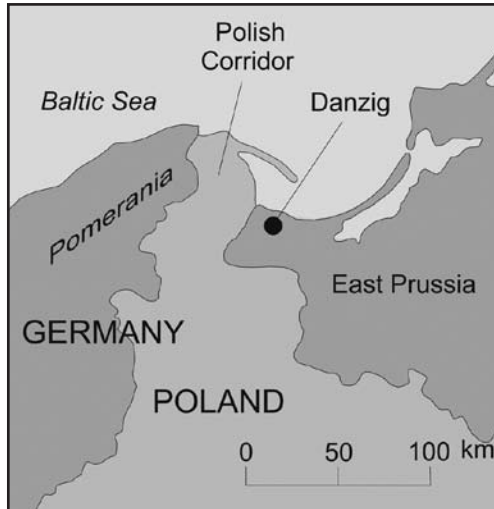 Polish
Corridor
Baltic Sea
Danzig
Pomerania
East Prussia
GERMANY
POLAND
0 50 100 km